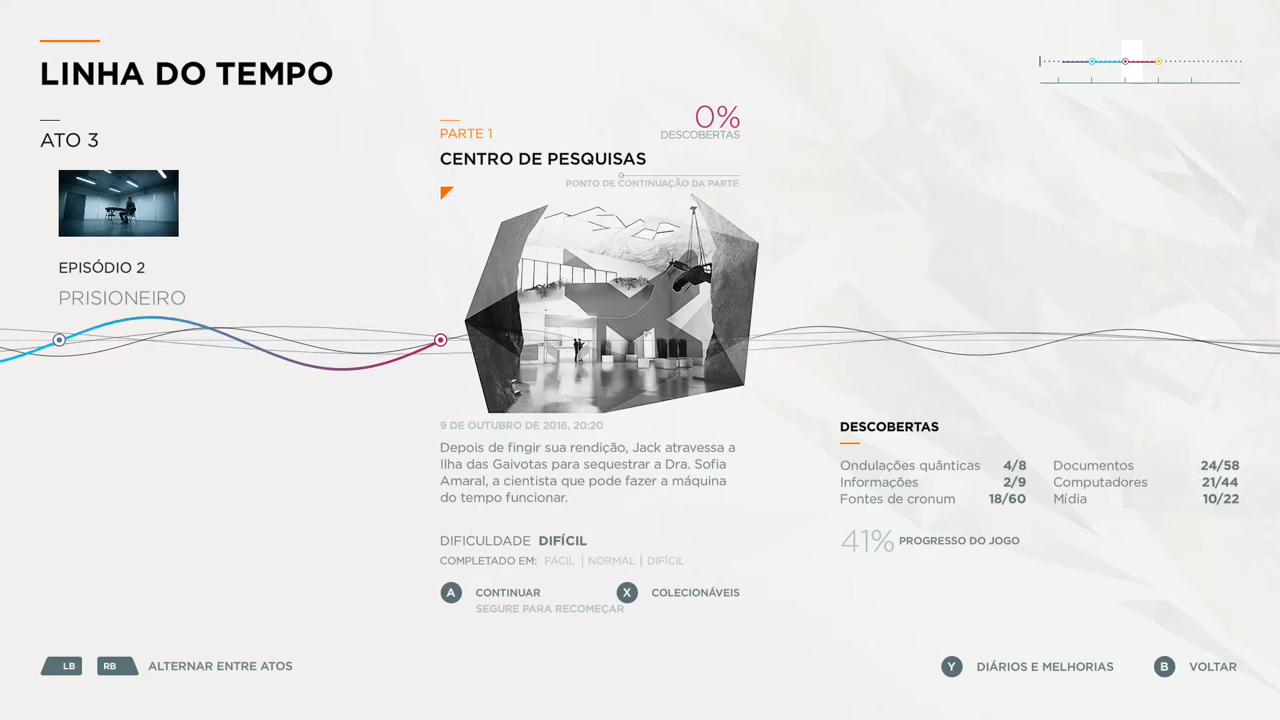 LINHA DO TEMPO
ATO 3
EPISÓDIO 2
PRISIONEIRO
PARTE 1
0%
DESCOBERTAS
CENTRO DE PESQUISAS
PONTO DE CONTINUAÇÃO DA PARTE
9 DE OUTUBRO DE 2016, 20:20
Depois de fingir sua rendição, Jack atravessa a
Ilha das Gaivotas para sequestrar a Dra. Sofia
Amaral, a cientista que pode fazer a máquina
do tempo funcionar.
DIFICULDADE DIFÍCIL
COMPLETADO EM: FÁCIL | NORMAL | DIFÍCIL
A CONTINUAR X COLECIONÁVEIS
SEGURE PARA RECOMEÇAR
DESCOBERTAS
Ondulações quânticas 4/8 Documentos 24/58
Informações 2/9 Computadores 21/44
Fontes de cronum 18/60 Mídia 10/22
41% PROGRESSO DO JOGO
LB RB ALTERNAR ENTRE ATOS
Y DIÁRIOS E MELHORIAS B VOLTAR